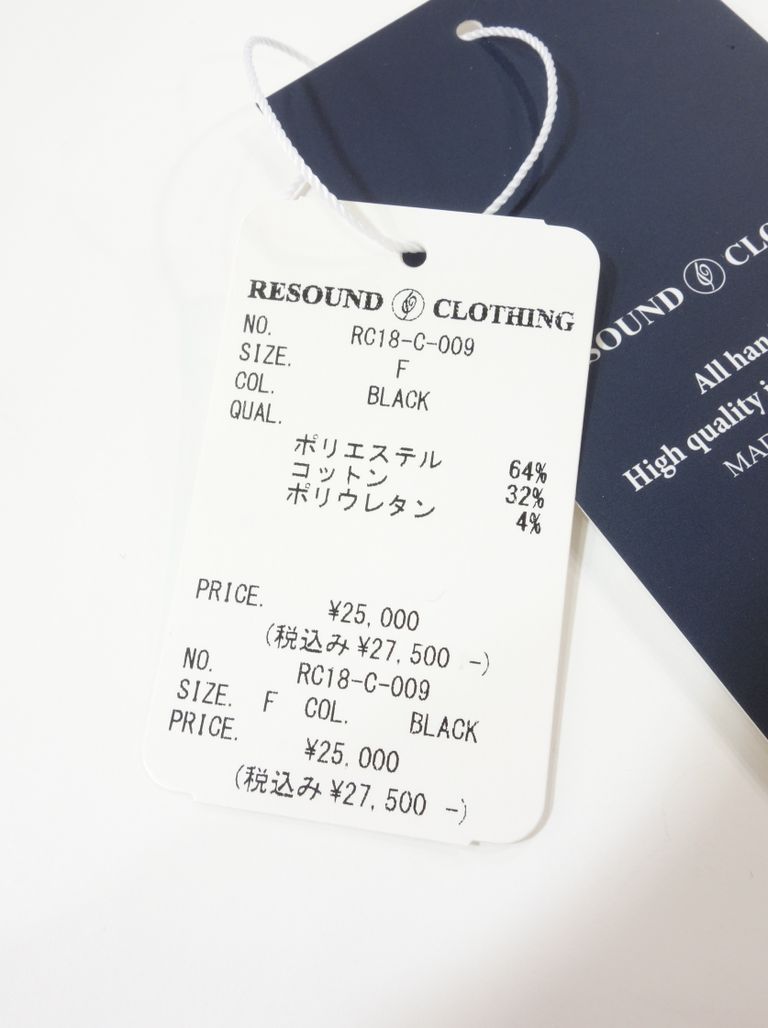 RESOUND CLOTHING
NO. RC18-C-009
SIZE. F
COL. BLACK
QUAL.
ポリエステル 64%
コットン 32%
ポリウレタン 4%
PRICE. ¥25,000
(税込み ¥27,500 -)
NO. RC18-C-009
SIZE. F COL. BLACK
PRICE. ¥25,000
(税込み ¥27,500 -)
SOUND CLO
All han
High quality i
MAD